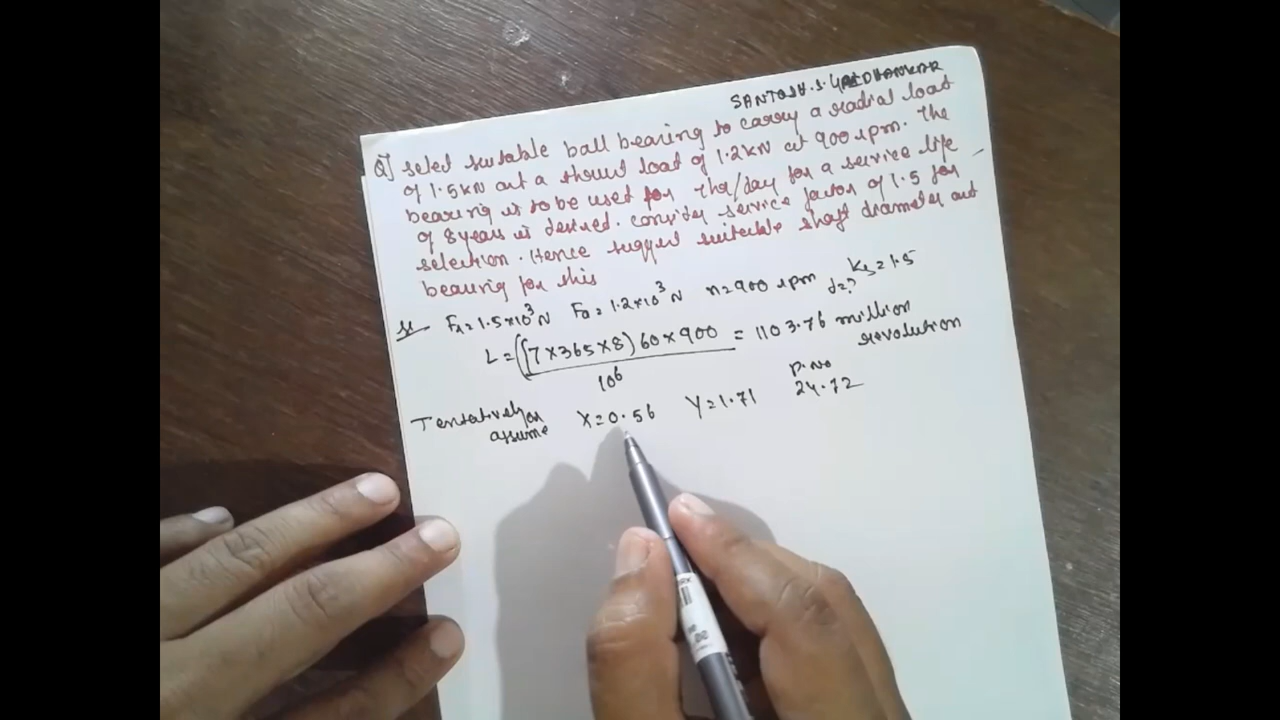 SANTOSH.S.
Q] select suitable ball bearing to carry a radial load
of 1.5kN and a thrust load of 1.2kN at 900 rpm. The
bearing is to be used for 7hr/day for a service life
of 8years is desired. consider service factor of 1.5 for
selection. Hence suggest suitable shaft diameter and
bearing for this
Fr=1.5×10³N Fa=1.2×10³N n=900 rpm d=? ks=1.5
L=((7×365×8)60×900 / 10⁶ = 1103.76 million revolution
Tentatively assume X=0.56 Y=1.71 P.No 24.72